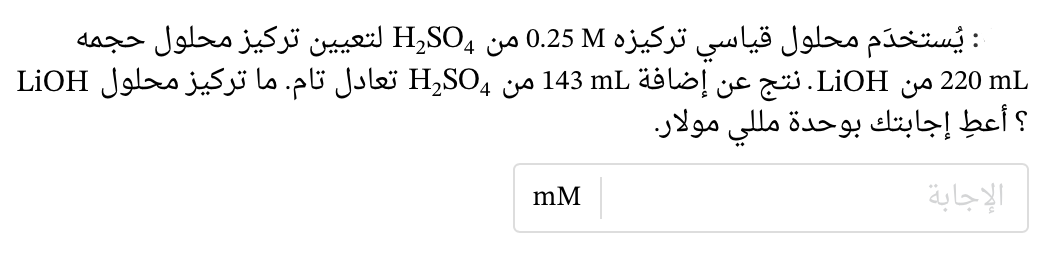 : يُستخدَم محلول قياسي تركيزه 0.25 M من H₂SO₄ لتعيين تركيز محلول حجمه
220 mL من LiOH. نتج عن إضافة 143 mL من H₂SO₄ تعادل تام. ما تركيز محلول LiOH
؟ أعطِ إجابتك بوحدة مللي مولار.
الإجابة mM